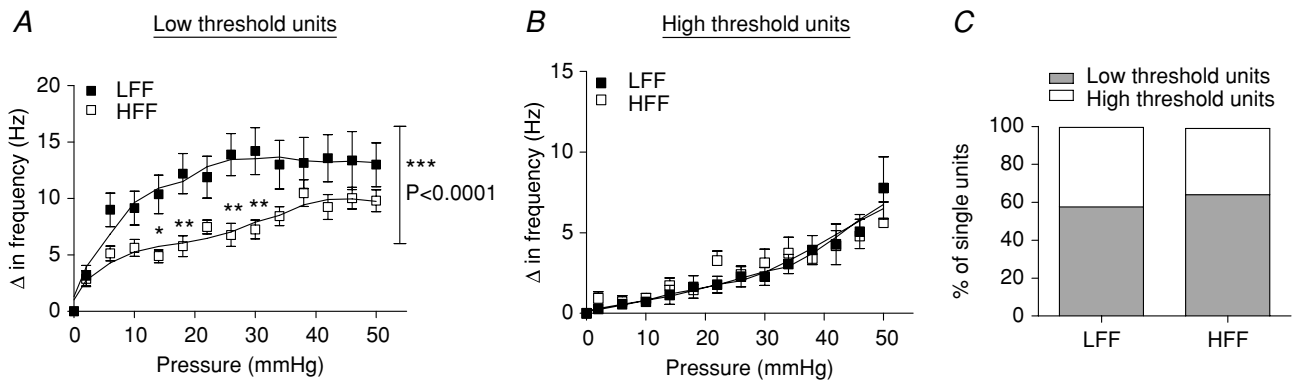 A
Low threshold units
LFF
HFF
Δ in frequency (Hz)
20
15
10
5
0
* ** ** **
***
P<0.0001
0 10 20 30 40 50
Pressure (mmHg)
B
High threshold units
LFF
HFF
Δ in frequency (Hz)
15
10
5
0
0 10 20 30 40 50
Pressure (mmHg)
C
Low threshold units
High threshold units
% of single units
100
80
60
40
20
0
LFF HFF